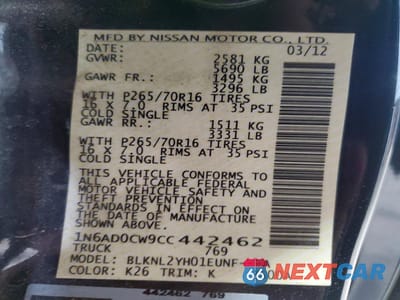 MFD BY NISSAN MOTOR CO., LTD.
DATE: 03/12
GVWR: 2581 KG
5690 LB
GAWR FR.: 1495 KG
3296 LB
WITH P265/70R16 TIRES
16 X 7.0 RIMS AT 35 PSI
COLD SINGLE
GAWR RR.: 1511 KG
3331 LB
WITH P265/70R16 TIRES
16 X 7.0 RIMS AT 35 PSI
COLD SINGLE
THIS VEHICLE CONFORMS TO
ALL APPLICABLE FEDERAL
MOTOR VEHICLE SAFETY AND
THEFT PREVENTION
STANDARDS IN EFFECT ON
THE DATE OF MANUFACTURE
SHOWN ABOVE.
1N6AD0CW9CC442462
TRUCK 769
MODEL: BLKNL2YH01EUNF
COLOR: K26 TRIM: K
66 NEXTCAR
442462 769